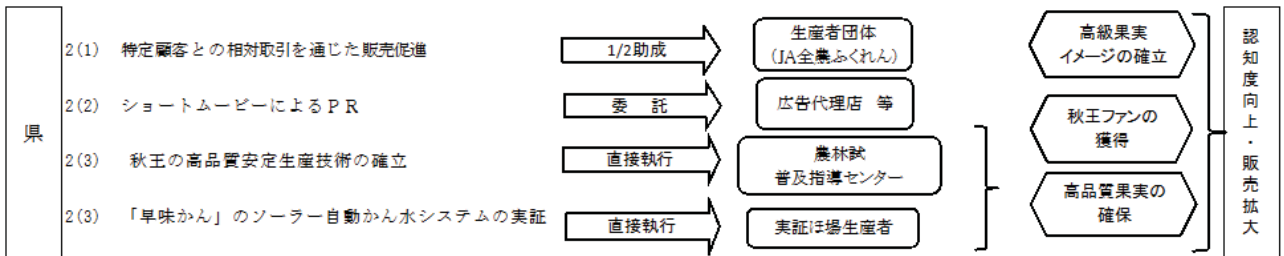 県
2(1) 特定顧客との相対取引を通じた販売促進
1/2助成
生産者団体
(JA全農ふくれん)
2(2) ショートムービーによるPR
委 託
広告代理店 等
2(3) 秋王の高品質安定生産技術の確立
直接執行
農林試
普及指導センター
2(3) 「早味かん」のソーラー自動かん水システムの実証
直接執行
実証ほ場生産者
高級果実
イメージの確立
秋王ファンの
獲得
高品質果実の
確保
認知度向上・販売拡大